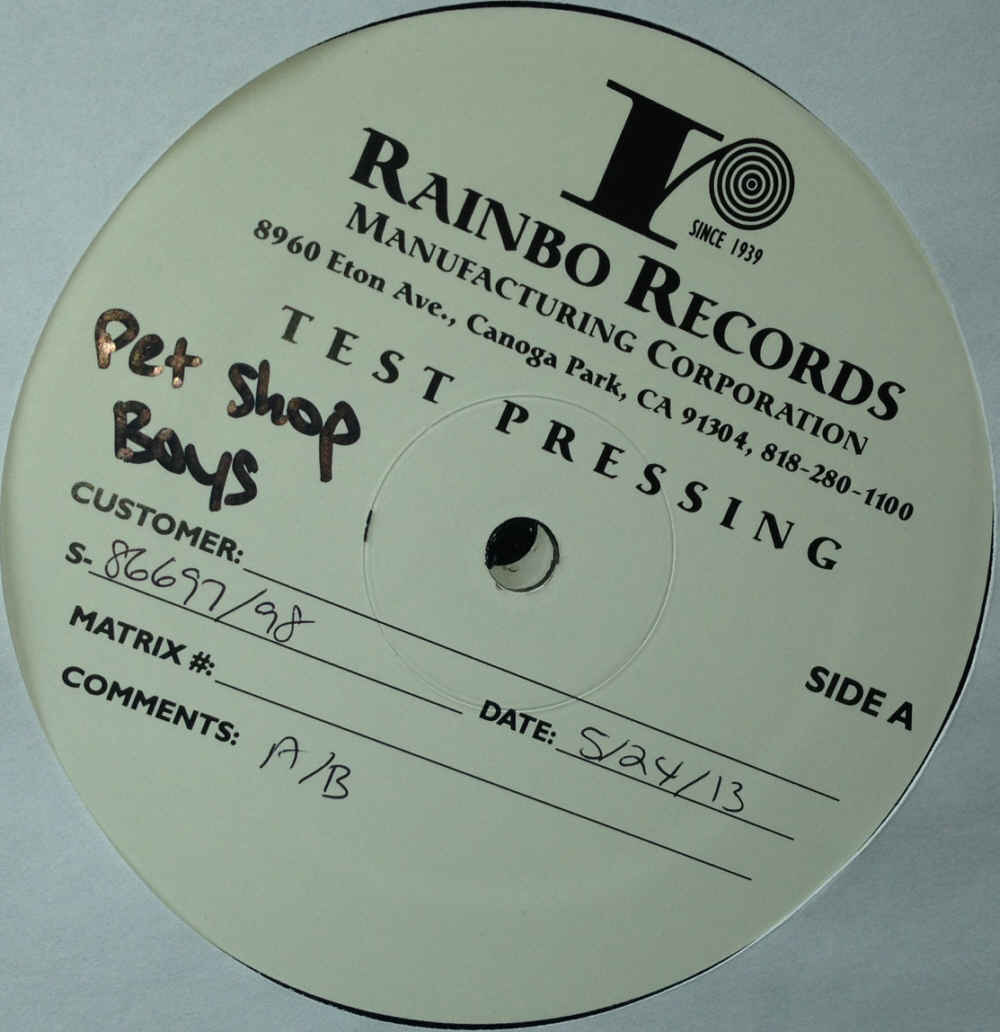 r
SINCE 1939
RAINBO RECORDS
MANUFACTURING CORPORATION
8960 Eton Ave., Canoga Park, CA 91304, 818-280-1100
TEST PRESSING
Pet Shop
Boys
CUSTOMER:
S- 86697/98
SIDE A
MATRIX #:
DATE: 5/24/13
COMMENTS: A/B